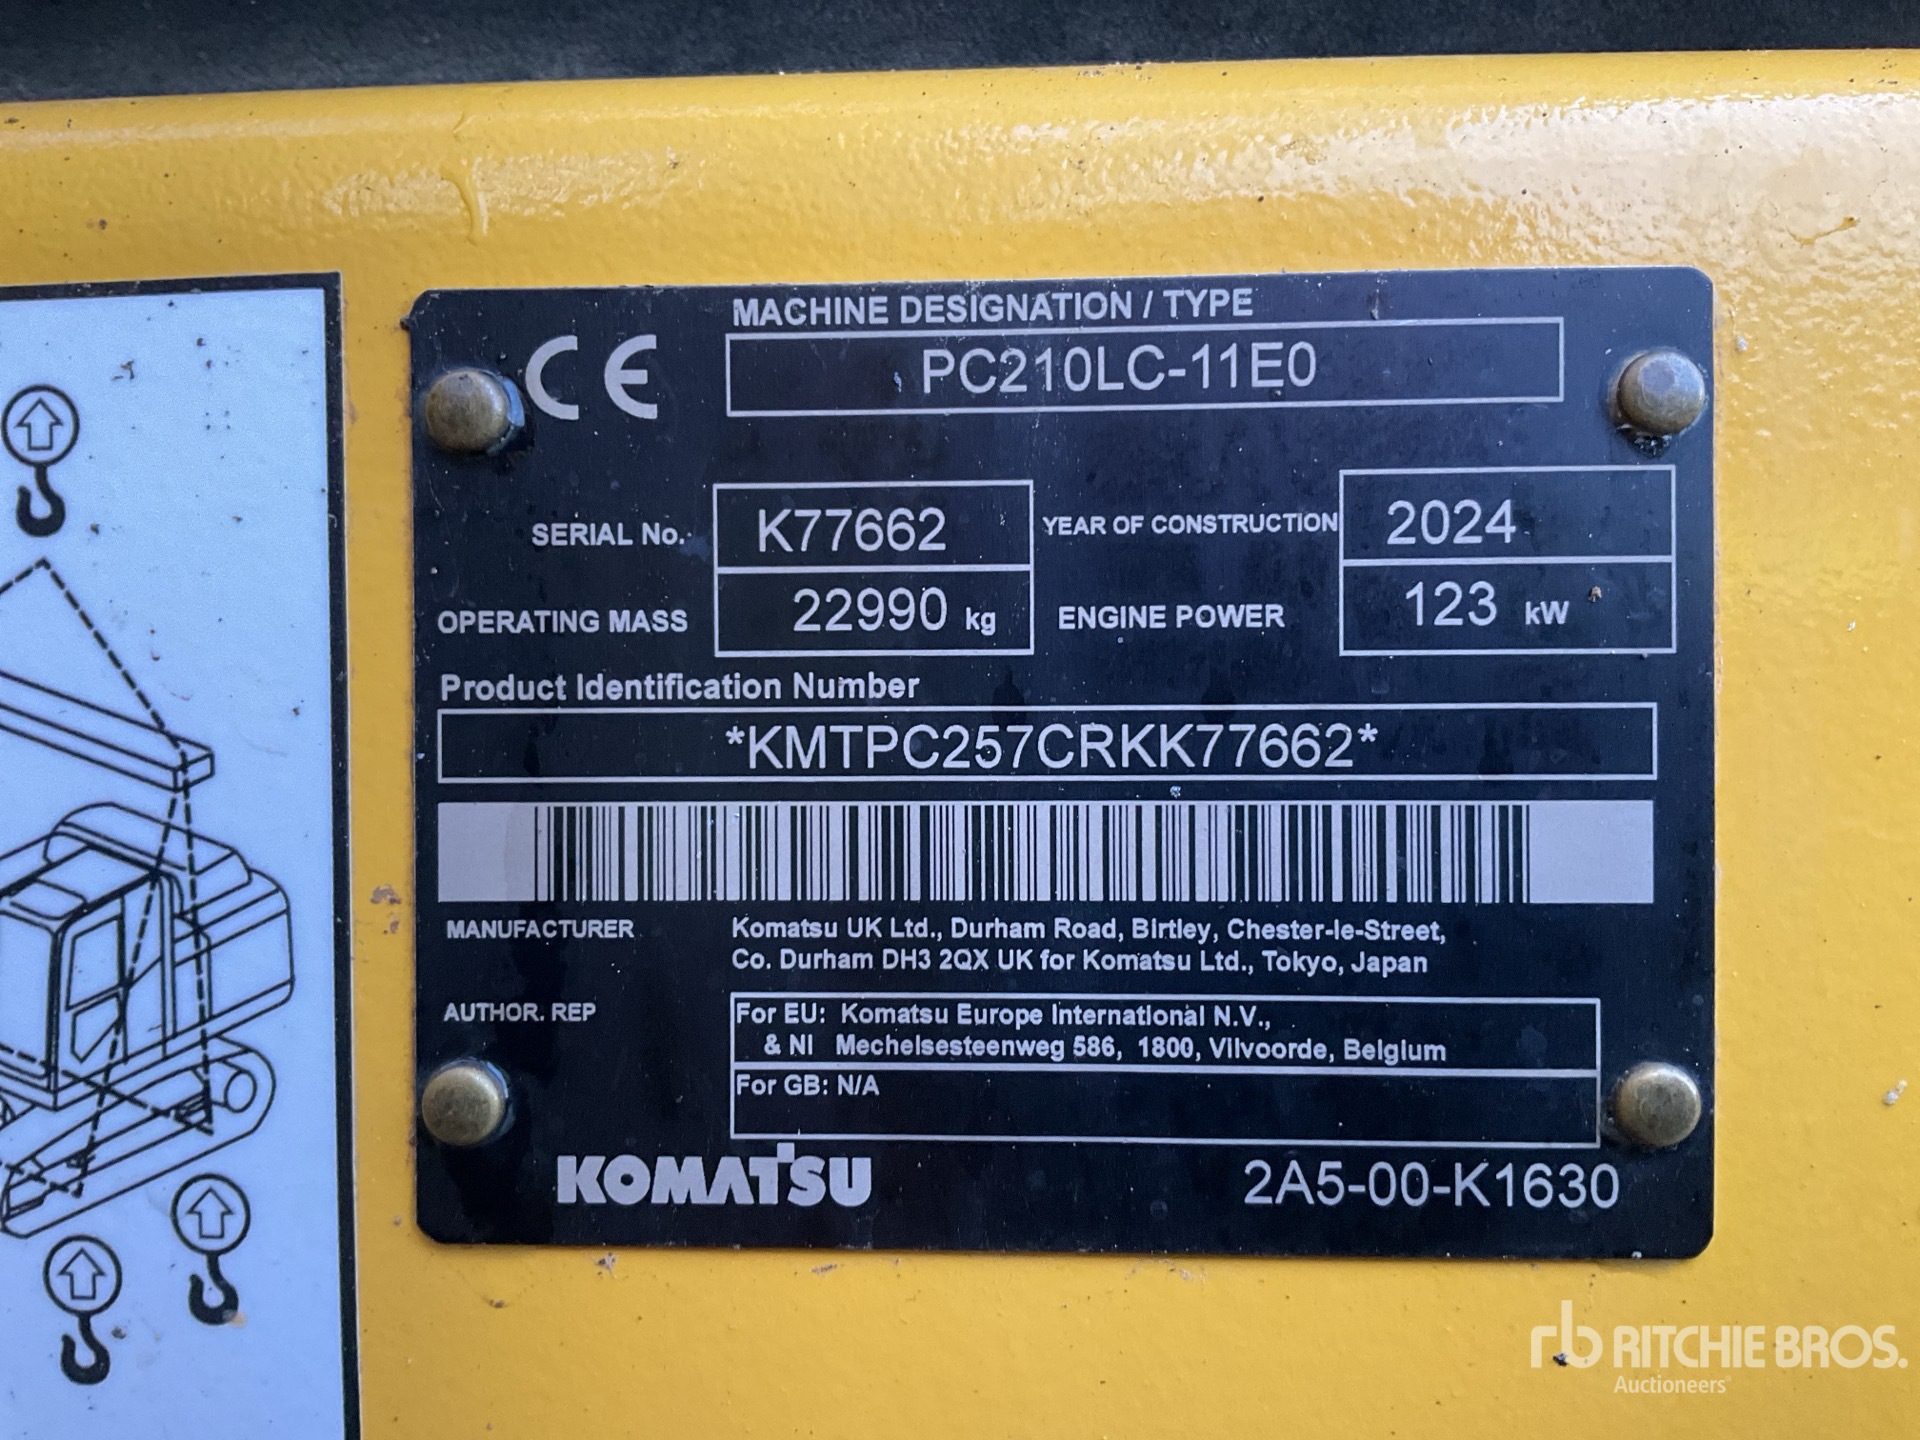 MACHINE DESIGNATION / TYPE
CE
PC210LC-11E0
SERIAL No.
K77662
YEAR OF CONSTRUCTION
2024
OPERATING MASS
22990 kg
ENGINE POWER
123 kW
Product Identification Number
*KMTPC257CRKK77662*
MANUFACTURER
Komatsu UK Ltd., Durham Road, Birtley, Chester-le-Street,
Co. Durham DH3 2QX UK for Komatsu Ltd., Tokyo, Japan
AUTHOR. REP
For EU: Komatsu Europe International N.V.,
& NI Mechelsesteenweg 586, 1800, Vilvoorde, Belgium
For GB: N/A
KOMATSU
2A5-00-K1630
rb RITCHIE BROS.
Auctioneers